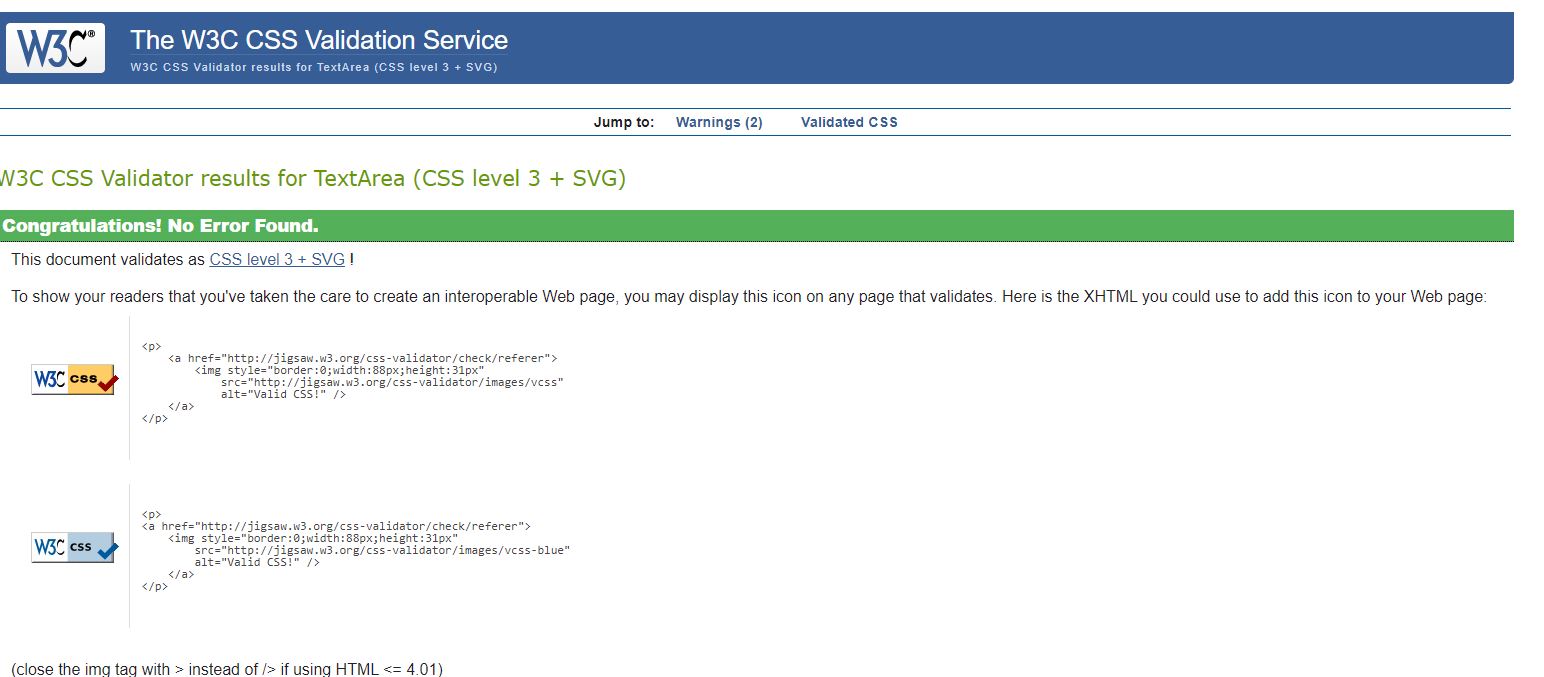 W3C®
The W3C CSS Validation Service
W3C CSS Validator results for TextArea (CSS level 3 + SVG)
Jump to: Warnings (2) Validated CSS
W3C CSS Validator results for TextArea (CSS level 3 + SVG)
Congratulations! No Error Found.
This document validates as CSS level 3 + SVG !
To show your readers that you've taken the care to create an interoperable Web page, you may display this icon on any page that validates. Here is the XHTML you could use to add this icon to your Web page:
W3C css
<p>
<a href="http://jigsaw.w3.org/css-validator/check/referer">
<img style="border:0;width:88px;height:31px"
src="http://jigsaw.w3.org/css-validator/images/vcss"
alt="Valid CSS!" />
</a>
</p>
W3C css
<p>
<a href="http://jigsaw.w3.org/css-validator/check/referer">
<img style="border:0;width:88px;height:31px"
src="http://jigsaw.w3.org/css-validator/images/vcss-blue"
alt="Valid CSS!" />
</a>
</p>
(close the img tag with > instead of /> if using HTML <= 4.01)